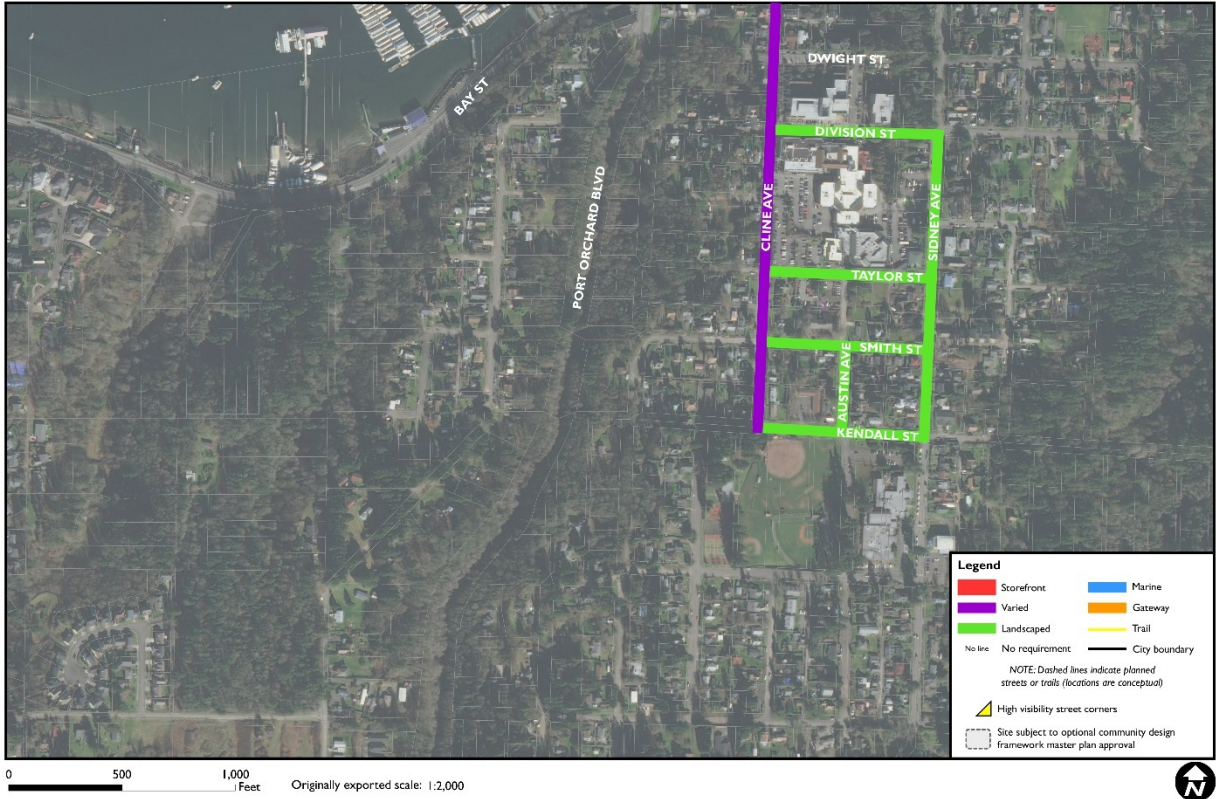 DWIGHT ST
BAY ST
DIVISION ST
PORT ORCHARD BLVD
CLINE AVE
SIDNEY AVE
TAYLOR ST
SMITH ST
AUSTIN AVE
KENDALL ST
Legend
Storefront
Marine
Varied
Gateway
Landscaped
Trail
No line
No requirement
City boundary
NOTE: Dashed lines indicate planned
streets or trails (locations are conceptual)
High visibility street corners
Site subject to optional community design
framework master plan approval
0
500
1,000
Feet
Originally exported scale: 1:2,000
N